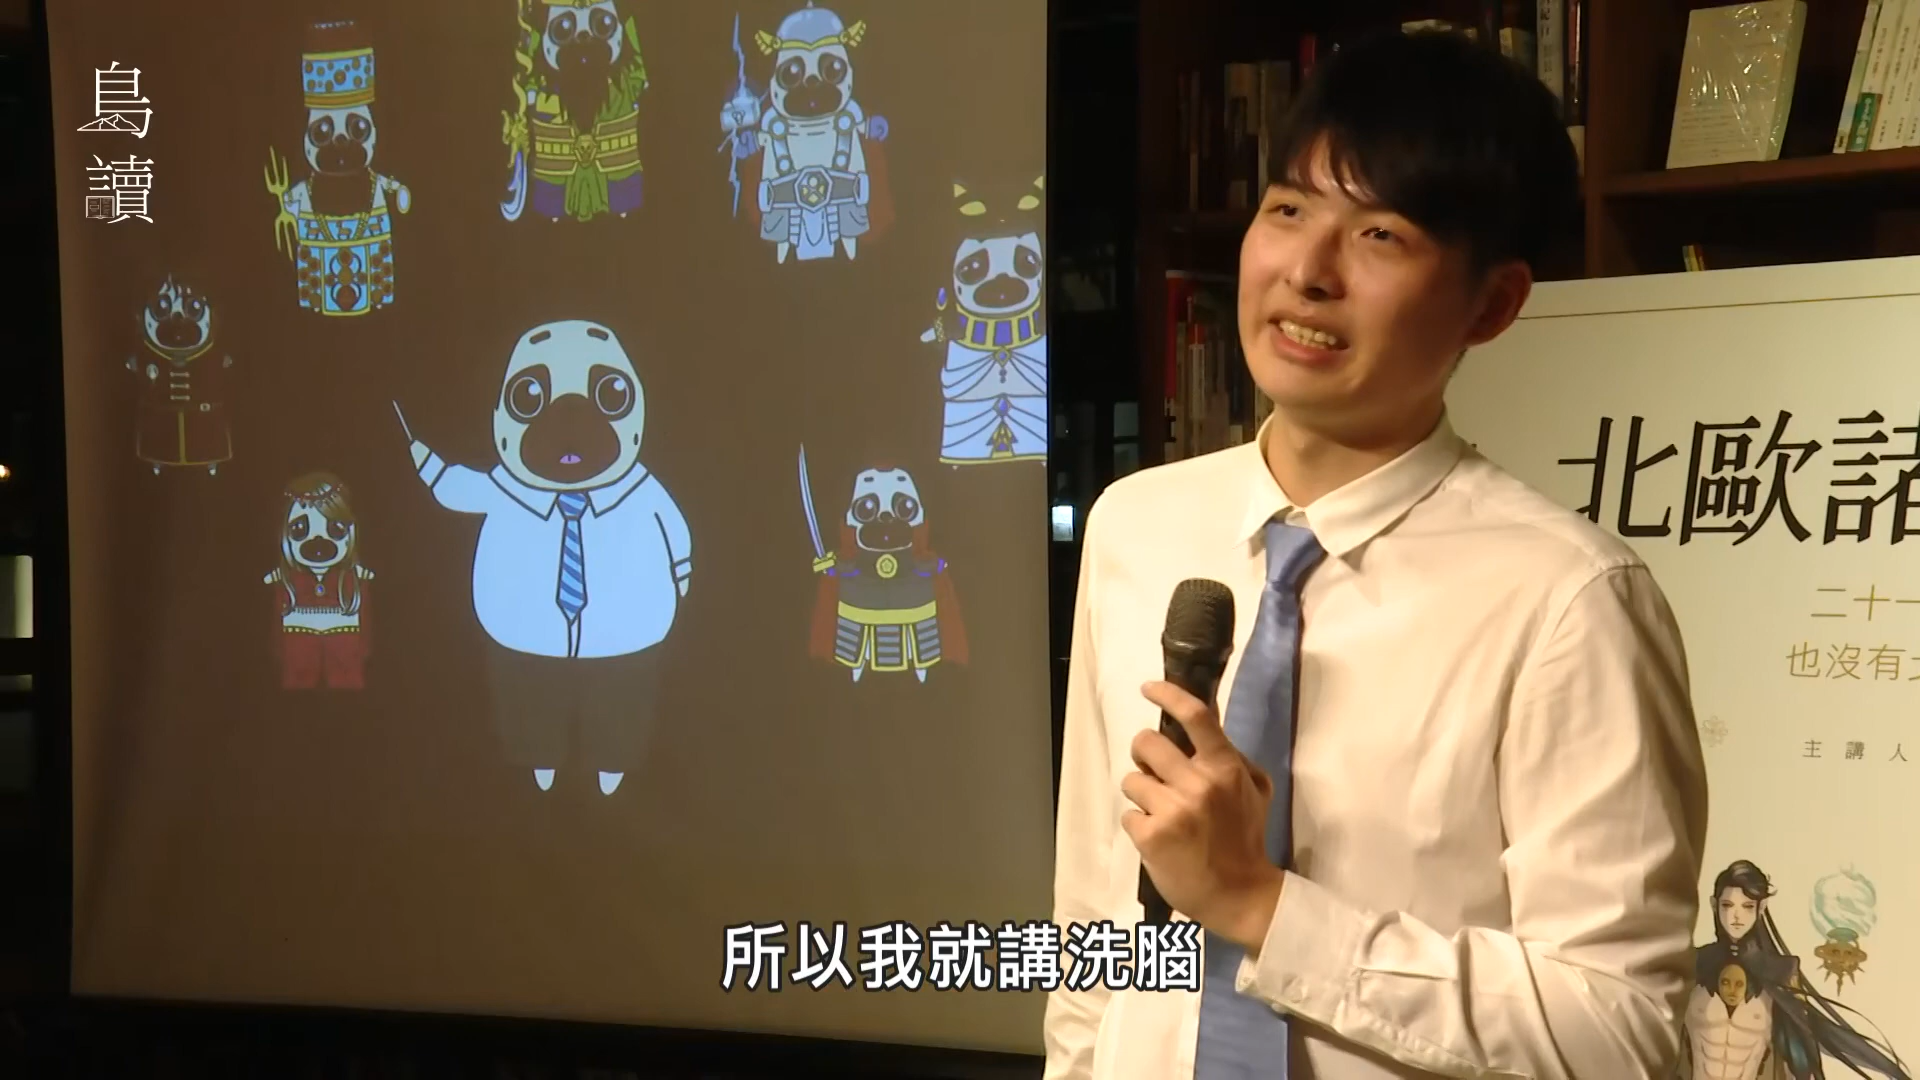 鳥
讀
北歐諸
二十一
也沒有
主講人
所以我就講洗腦